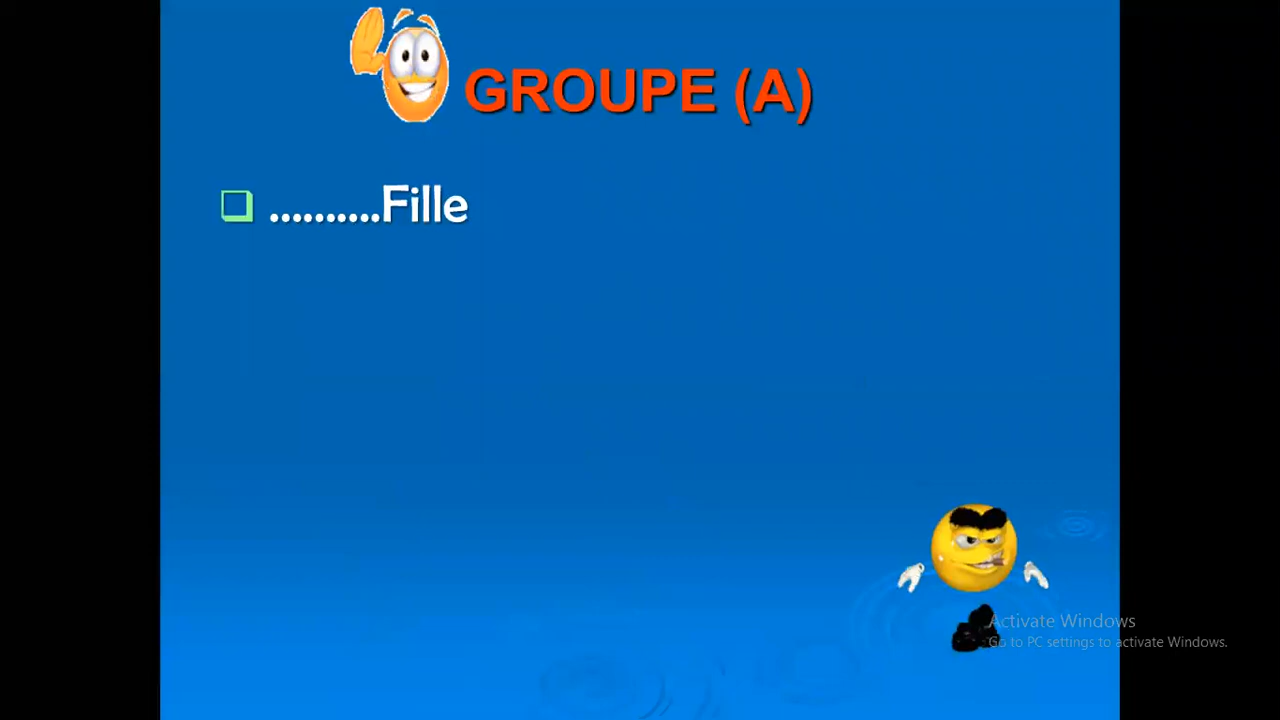 GROUPE (A)
..........Fille
Activate Windows
Go to PC settings to activate Windows.